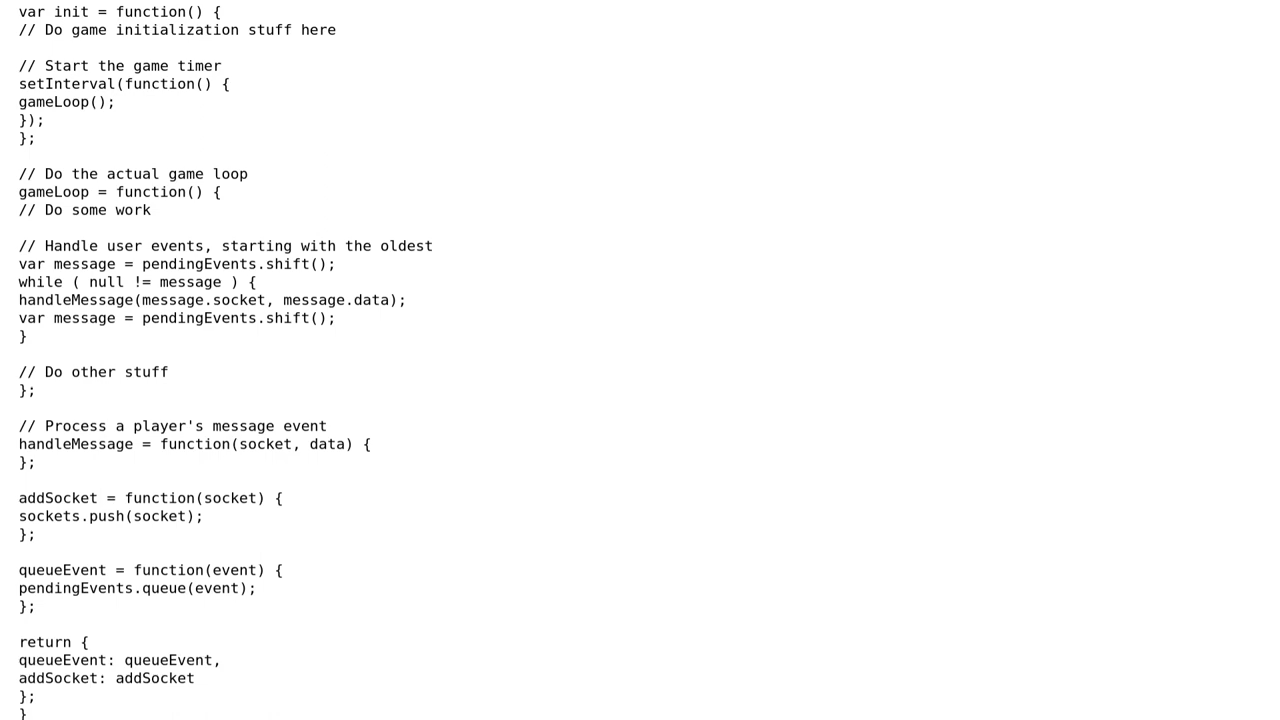 var init = function() {
// Do game initialization stuff here

// Start the game timer
setInterval(function() {
gameLoop();
});
};

// Do the actual game loop
gameLoop = function() {
// Do some work

// Handle user events, starting with the oldest
var message = pendingEvents.shift();
while ( null != message ) {
handleMessage(message.socket, message.data);
var message = pendingEvents.shift();
}

// Do other stuff
};

// Process a player's message event
handleMessage = function(socket, data) {
};

addSocket = function(socket) {
sockets.push(socket);
};

queueEvent = function(event) {
pendingEvents.queue(event);
};

return {
queueEvent: queueEvent,
addSocket: addSocket
};
}